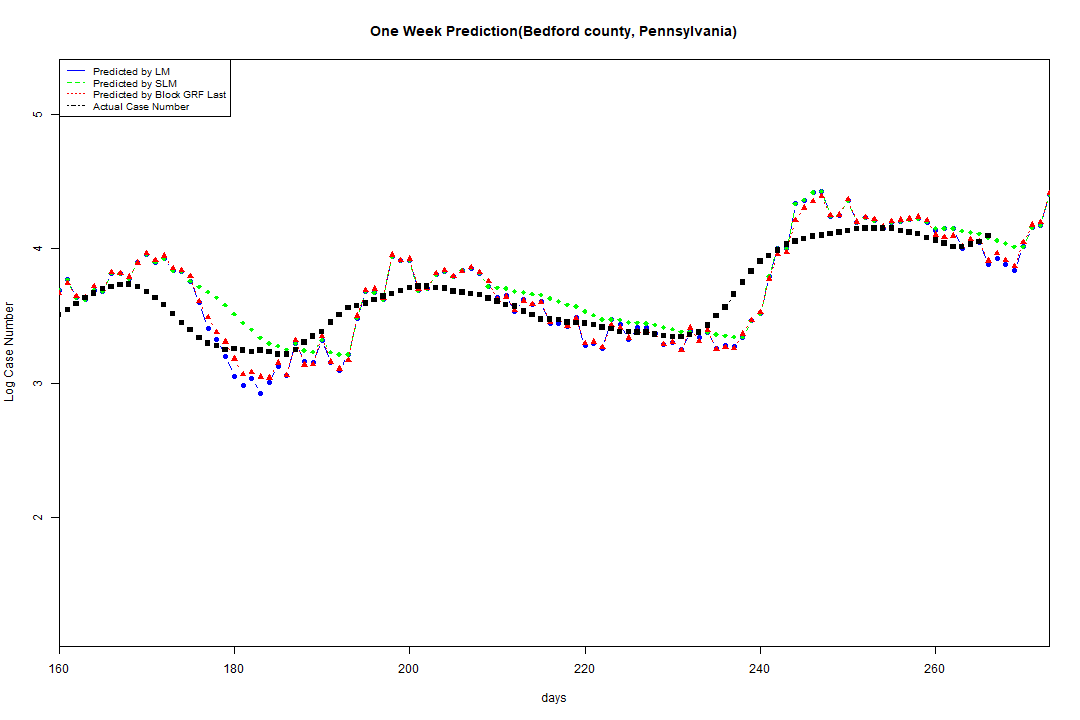 One Week Prediction(Bedford county, Pennsylvania)
Predicted by LM
Predicted by SLM
Predicted by Block GRF Last
Actual Case Number
5
4
3
2
Log Case Number
160 180 200 220 240 260
days